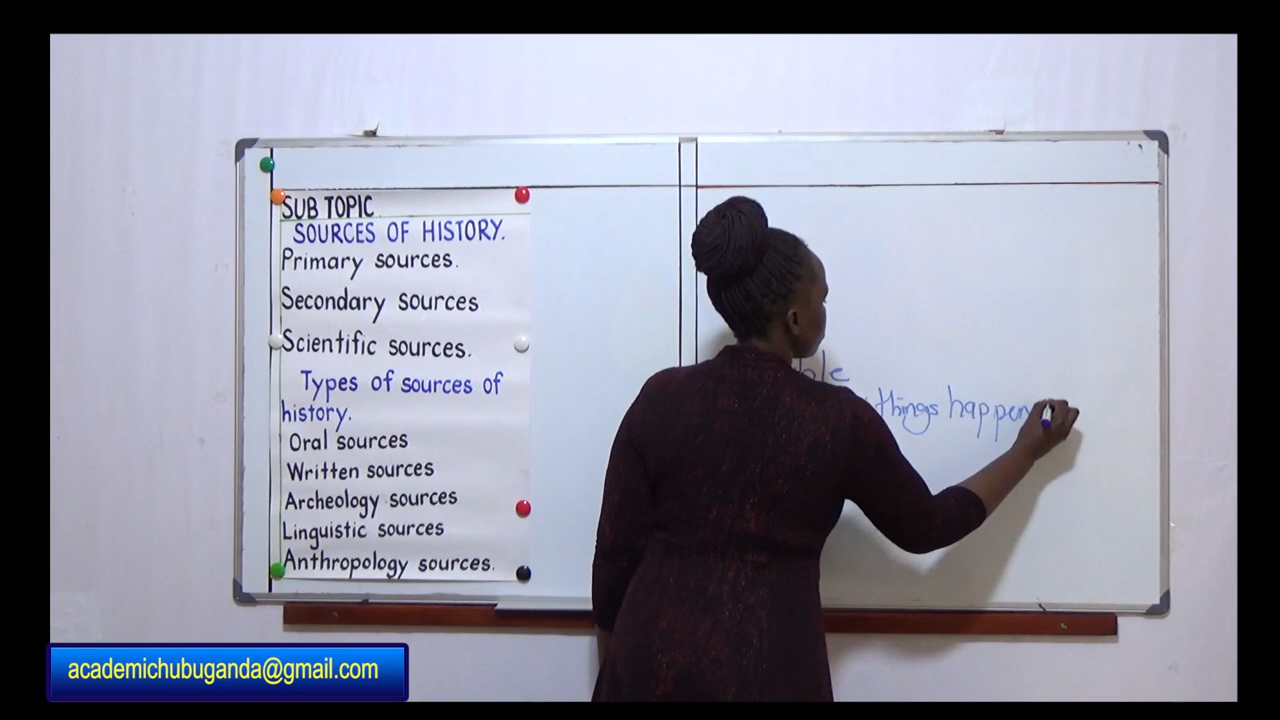 SUB TOPIC
SOURCES OF HISTORY.
Primary sources.
Secondary sources
Scientific sources.
Types of sources of
history.
Oral sources
Written sources
Archeology sources
Linguistic sources
Anthropology sources.
things happen
academichubuganda@gmail.com